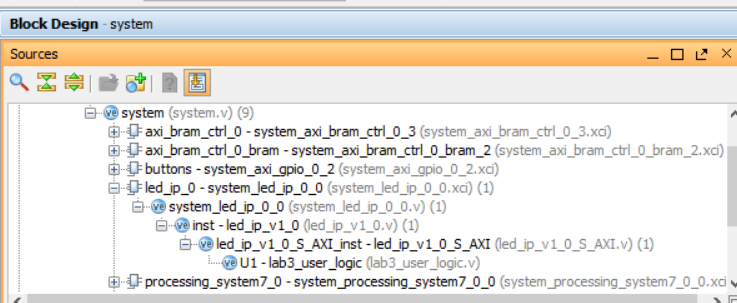 Block Design - system
Sources
system (system.v) (9)
axi_bram_ctrl_0 - system_axi_bram_ctrl_0_3 (system_axi_bram_ctrl_0_3.xci)
axi_bram_ctrl_0_bram - system_axi_bram_ctrl_0_bram_2 (system_axi_bram_ctrl_0_bram_2.xci)
buttons - system_axi_gpio_0_2 (system_axi_gpio_0_2.xci)
led_ip_0 - system_led_ip_0_0 (system_led_ip_0_0.xci) (1)
system_led_ip_0_0 (system_led_ip_0_0.v) (1)
inst - led_ip_v1_0 (led_ip_v1_0.v) (1)
led_ip_v1_0_S_AXI_inst - led_ip_v1_0_S_AXI (led_ip_v1_0_S_AXI.v) (1)
U1 - lab3_user_logic (lab3_user_logic.v)
processing_system7_0 - system_processing_system7_0_0 (system_processing_system7_0_0.xci